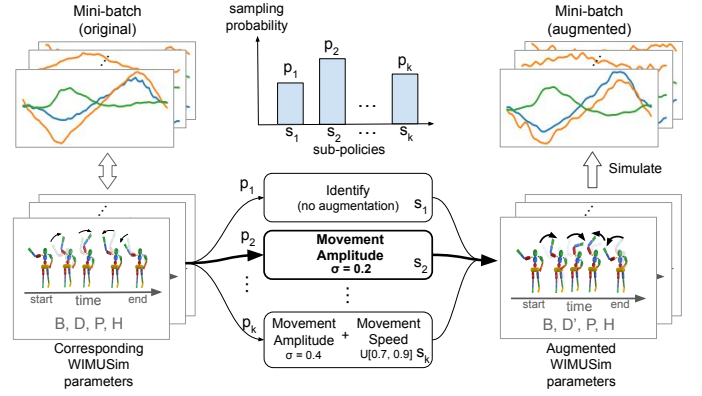 Mini-batch
(original)
sampling
probability
p1
p2
pk
...
s1
s2
...
sk
sub-policies
Mini-batch
(augmented)
Simulate
start
time
end
B, D, P, H
Corresponding
WIMUSim
parameters
p1
Identify
(no augmentation)
s1
p2
Movement
Amplitude
σ = 0.2
s2
pk
Movement
Amplitude
σ = 0.4
+
Movement
Speed
U[0.7, 0.9]
sk
start
time
end
B, D', P, H
Augmented
WIMUSim
parameters